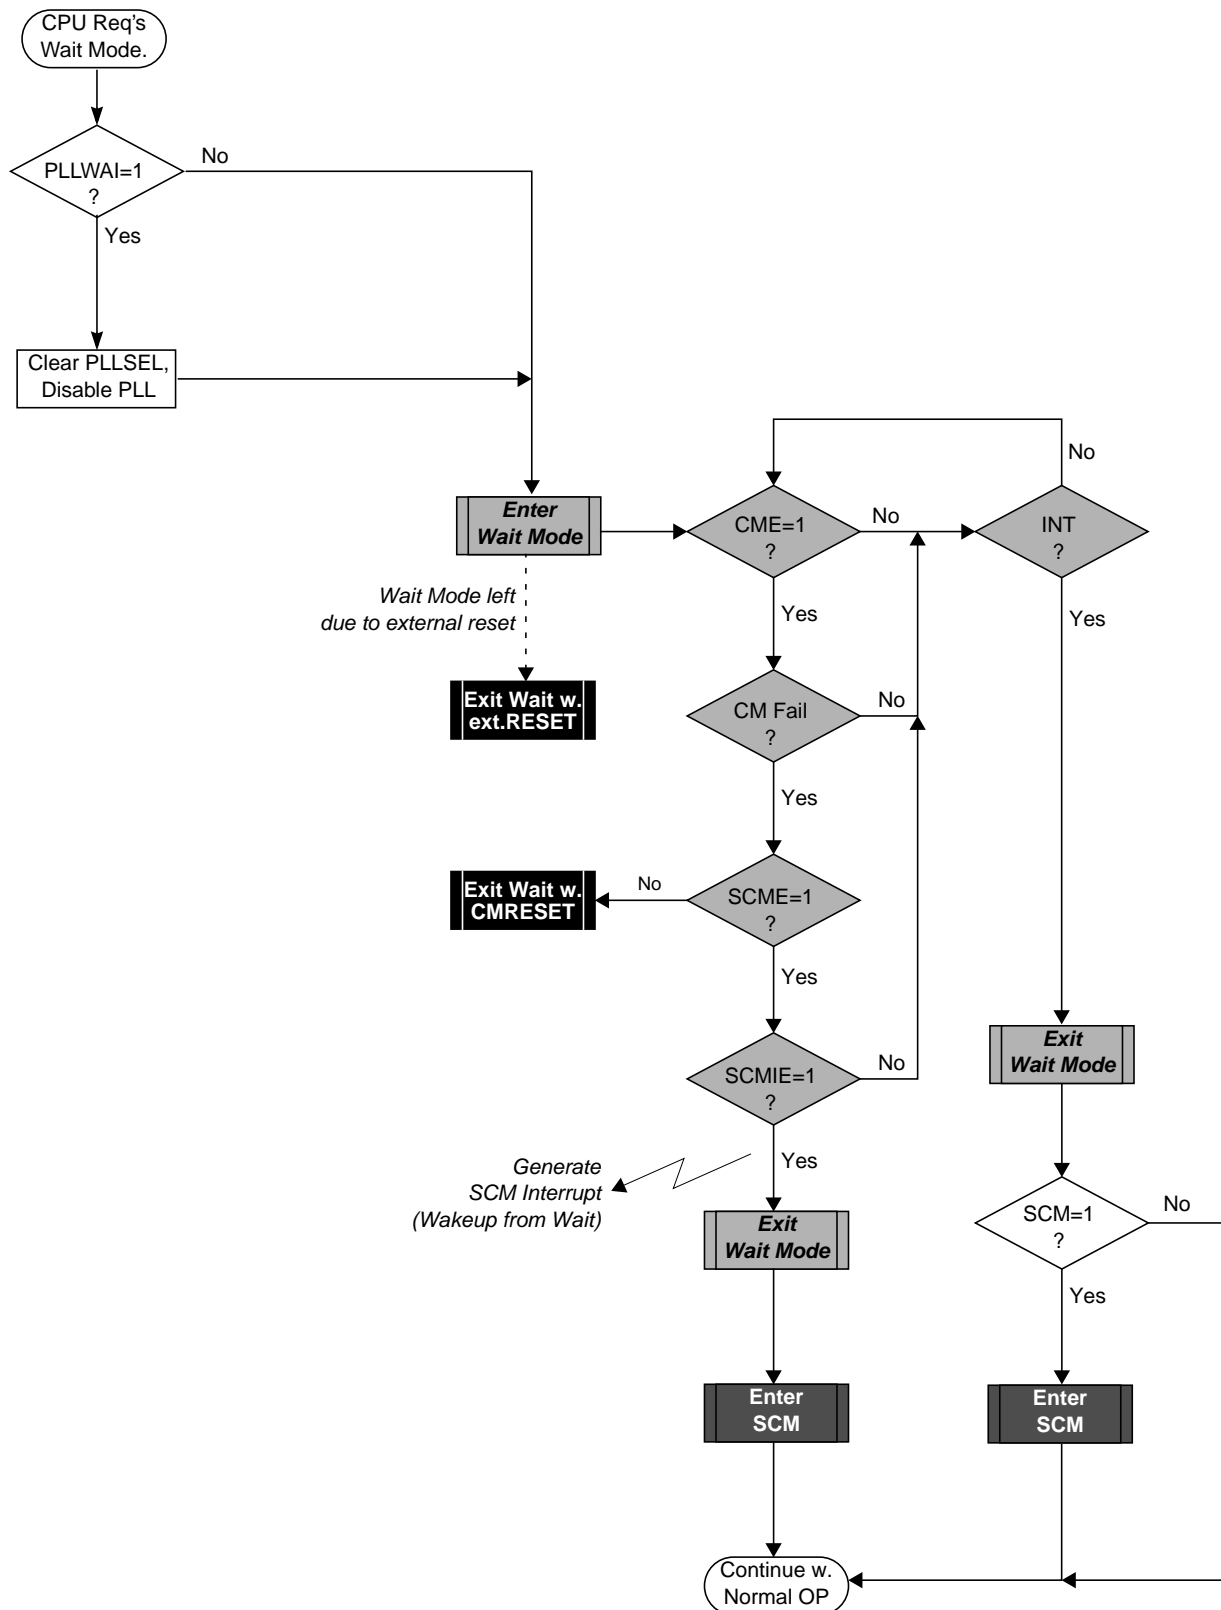 CPU Req's
Wait Mode.
PLLWAI=1
?
No
Yes
Clear PLLSEL,
Disable PLL
Enter
Wait Mode
Wait Mode left
due to external reset
Exit Wait w.
ext.RESET
CME=1
?
No
Yes
INT
?
No
Yes
CM Fail
?
No
Yes
SCME=1
?
No
Exit Wait w.
CMRESET
Yes
SCMIE=1
?
No
Yes
Generate
SCM Interrupt
(Wakeup from Wait)
Exit
Wait Mode
Enter
SCM
Exit
Wait Mode
SCM=1
?
No
Yes
Enter
SCM
Continue w.
Normal OP